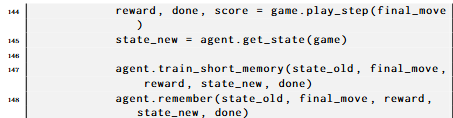 144 reward, done, score = game.play_step(final_move
)
145 state_new = agent.get_state(game)
146
147 agent.train_short_memory(state_old, final_move,
reward, state_new, done)
148 agent.remember(state_old, final_move, reward,
state_new, done)